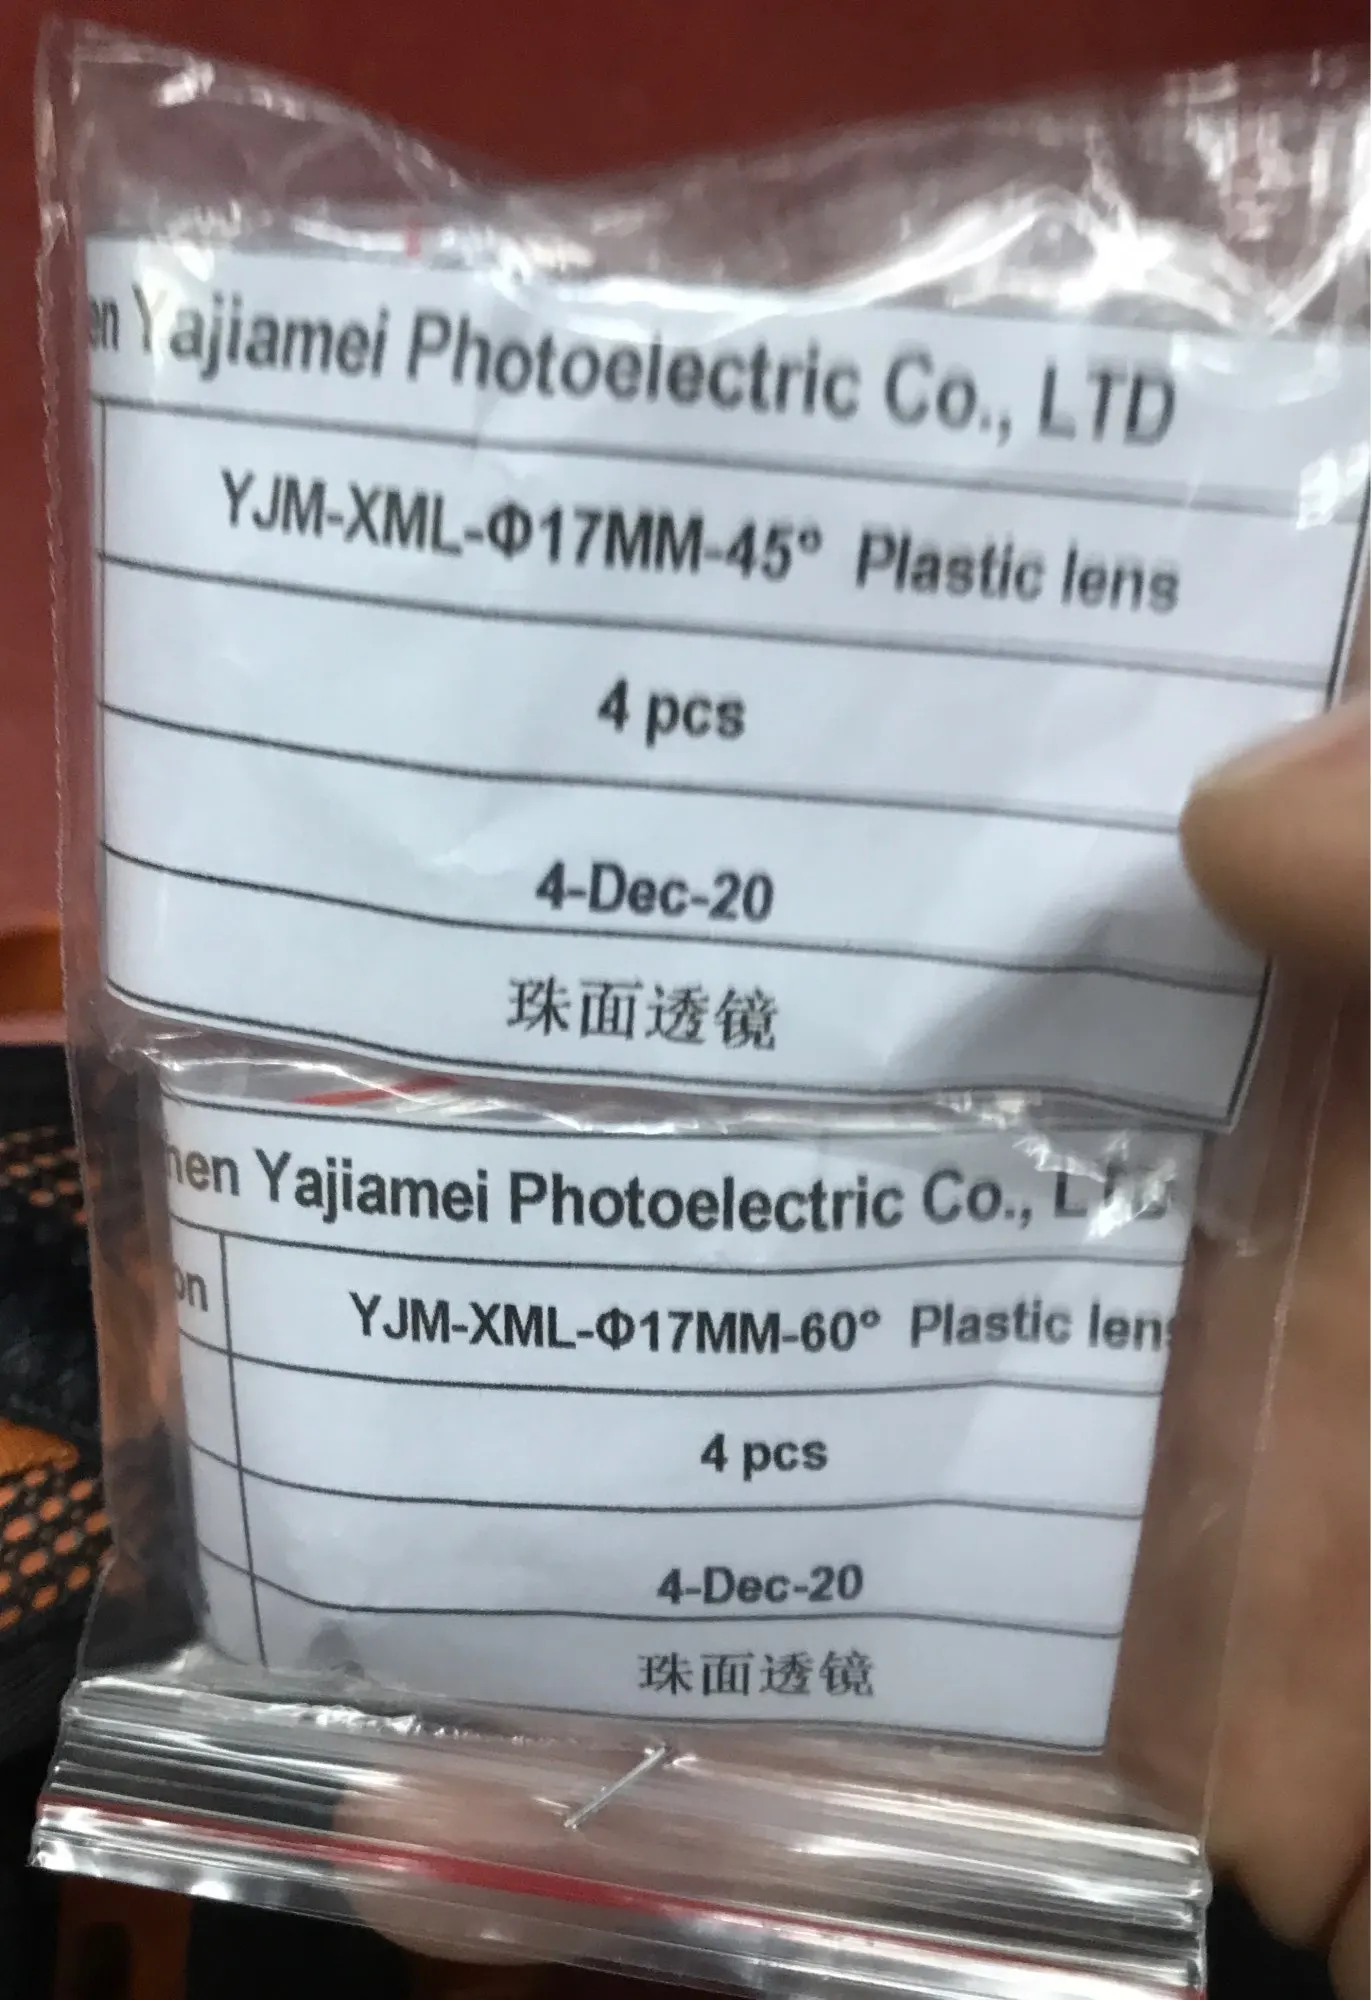 en Yajiamei Photoelectric Co., LTD
YJM-XML-Φ17MM-45° Plastic lens
4 pcs
4-Dec-20
珠面透镜
hen Yajiamei Photoelectric Co., LTD
on
YJM-XML-Φ17MM-60° Plastic lens
4 pcs
4-Dec-20
珠面透镜